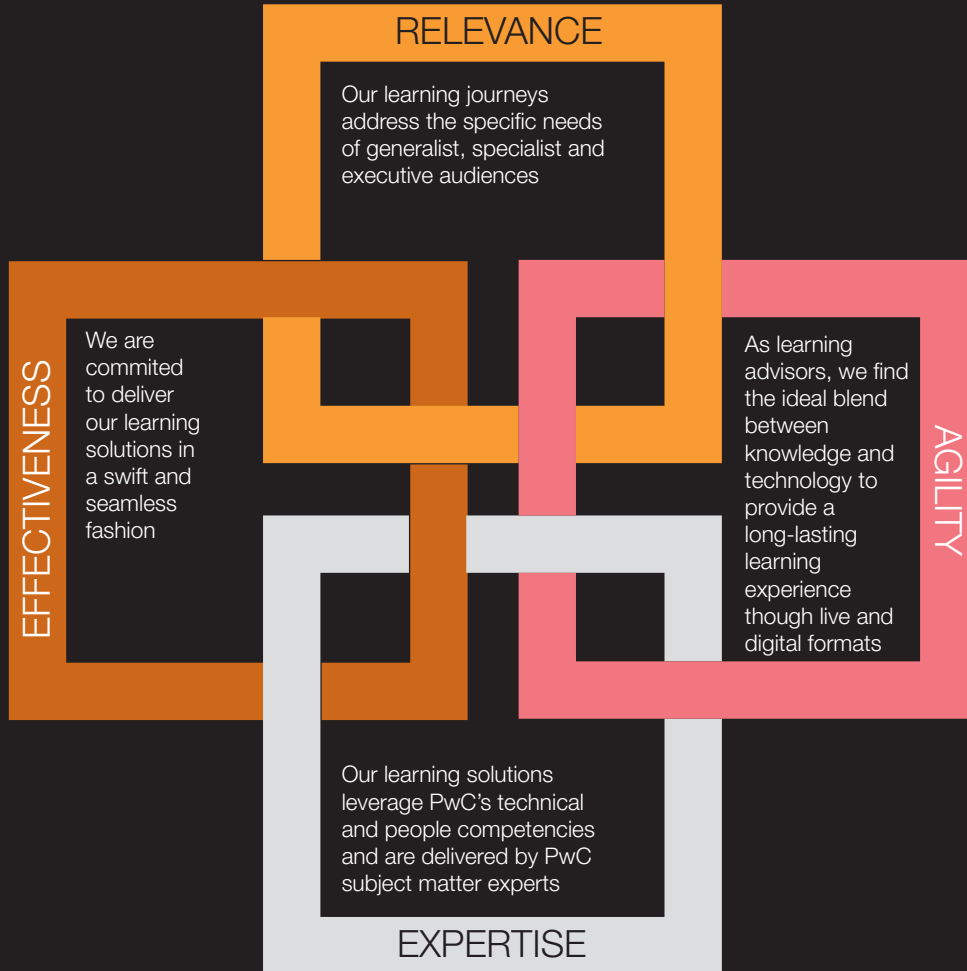 RELEVANCE
Our learning journeys
address the specific needs
of generalist, specialist and
executive audiences
EFFECTIVENESS
We are
commited
to deliver
our learning
solutions in
a swift and
seamless
fashion
As learning
advisors, we find
the ideal blend
between
knowledge and
technology to
provide a
long-lasting
learning
experience
though live and
digital formats
AGILITY
Our learning solutions
leverage PwC's technical
and people competencies
and are delivered by PwC
subject matter experts
EXPERTISE